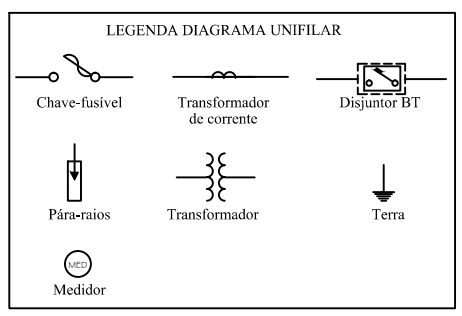 LEGENDA DIAGRAMA UNIFILAR
Chave-fusível
Transformador
de corrente
Disjuntor BT
Pára-raios
Transformador
Terra
MED
Medidor